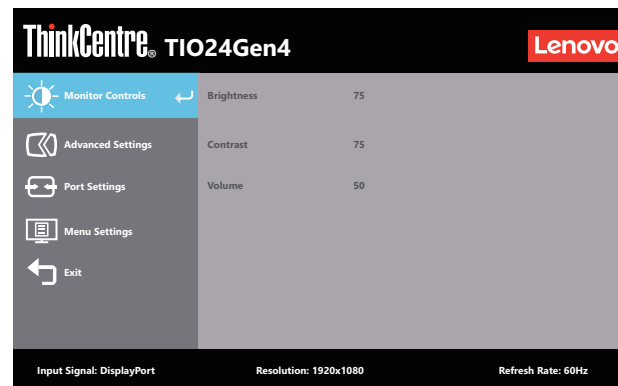 ThinkCentre® TIO24Gen4
Lenovo
Monitor Controls
Brightness 75
Advanced Settings
Contrast 75
Port Settings
Volume 50
Menu Settings
Exit
Input Signal: DisplayPort Resolution: 1920x1080 Refresh Rate: 60Hz